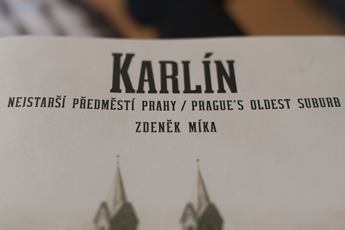 KARLÍN
NEJSTARŠÍ PŘEDMĚSTÍ PRAHY / PRAGUE'S OLDEST SUBURB
ZDENĚK MÍKA